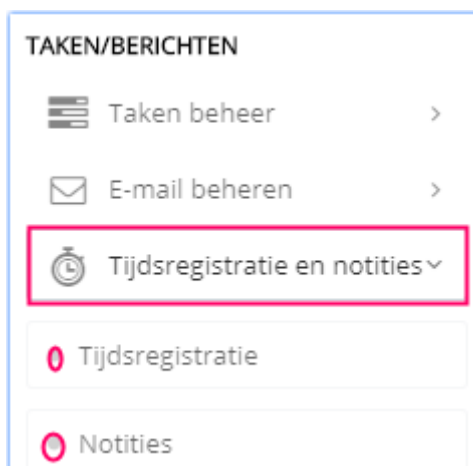 TAKEN/BERICHTEN
Taken beheer
E-mail beheren
Tijdsregistratie en notities
Tijdsregistratie
Notities